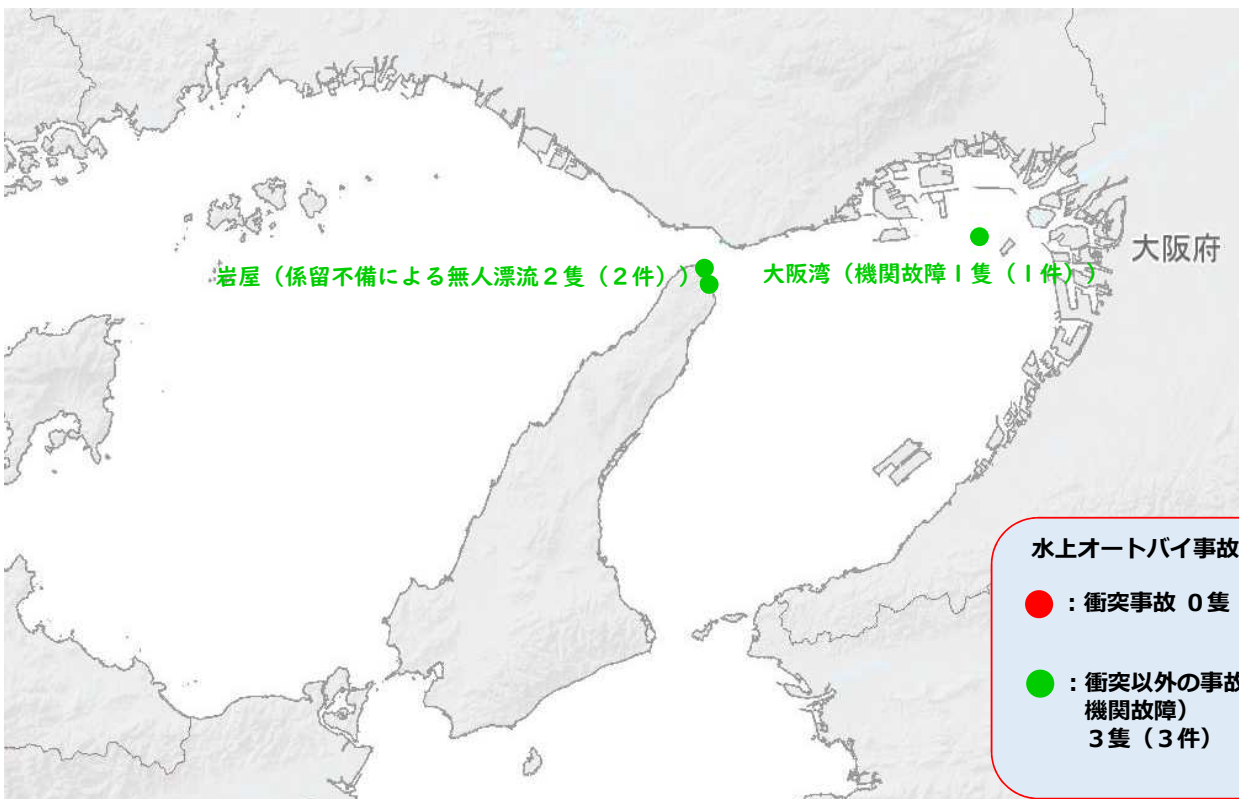 大阪府
岩屋（係留不備による無人漂流２隻（２件））
大阪湾（機関故障１隻（１件））
水上オートバイ事故
：衝突事故 ０隻
：衝突以外の事故
機関故障）
３隻（３件）